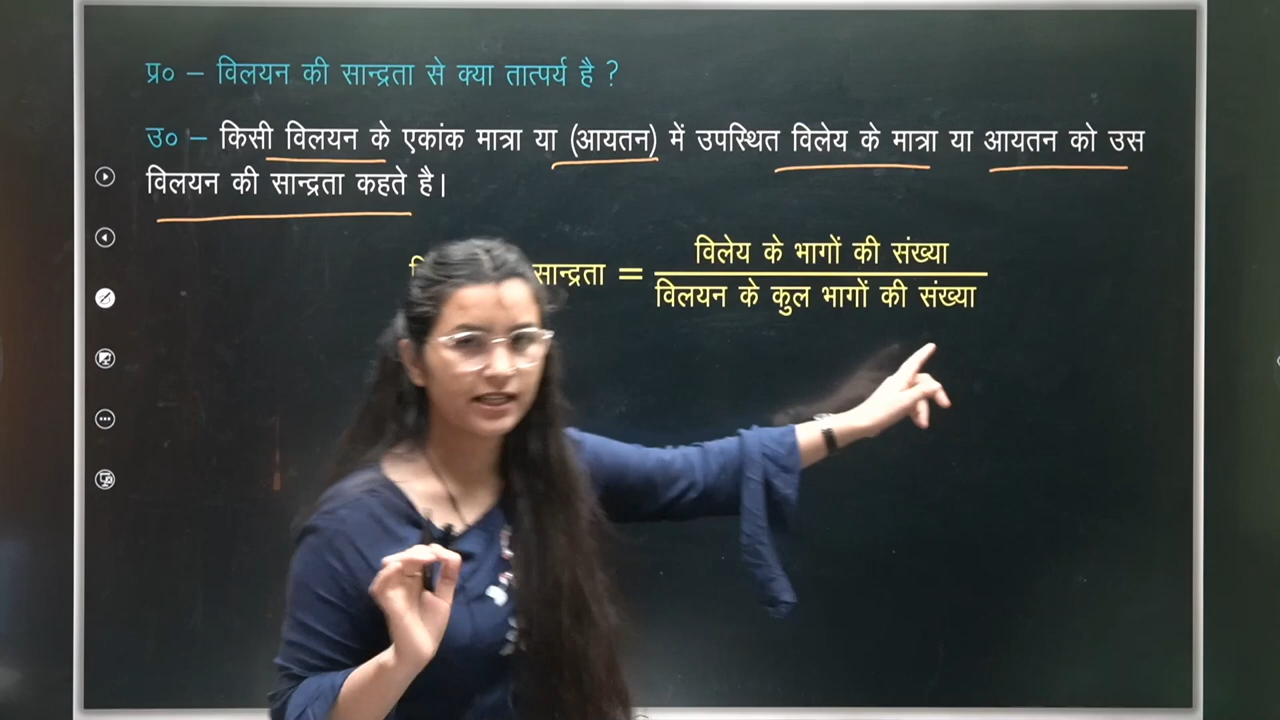 प्र० – विलयन की सान्द्रता से क्या तात्पर्य है ?
उ० – किसी विलयन के एकांक मात्रा या (आयतन) में उपस्थित विलेय के मात्रा या आयतन को उस
विलयन की सान्द्रता कहते है।
सान्द्रता = विलेय के भागों की संख्या
विलयन के कुल भागों की संख्या